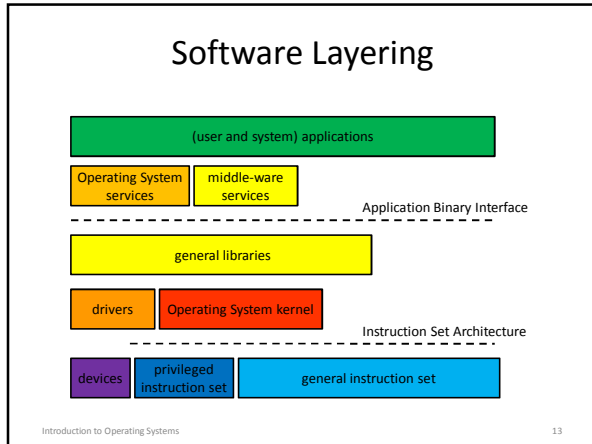 Software Layering
(user and system) applications
Operating System
services
middle-ware
services
Application Binary Interface
general libraries
drivers
Operating System kernel
Instruction Set Architecture
devices
privileged
instruction set
general instruction set
Introduction to Operating Systems
13